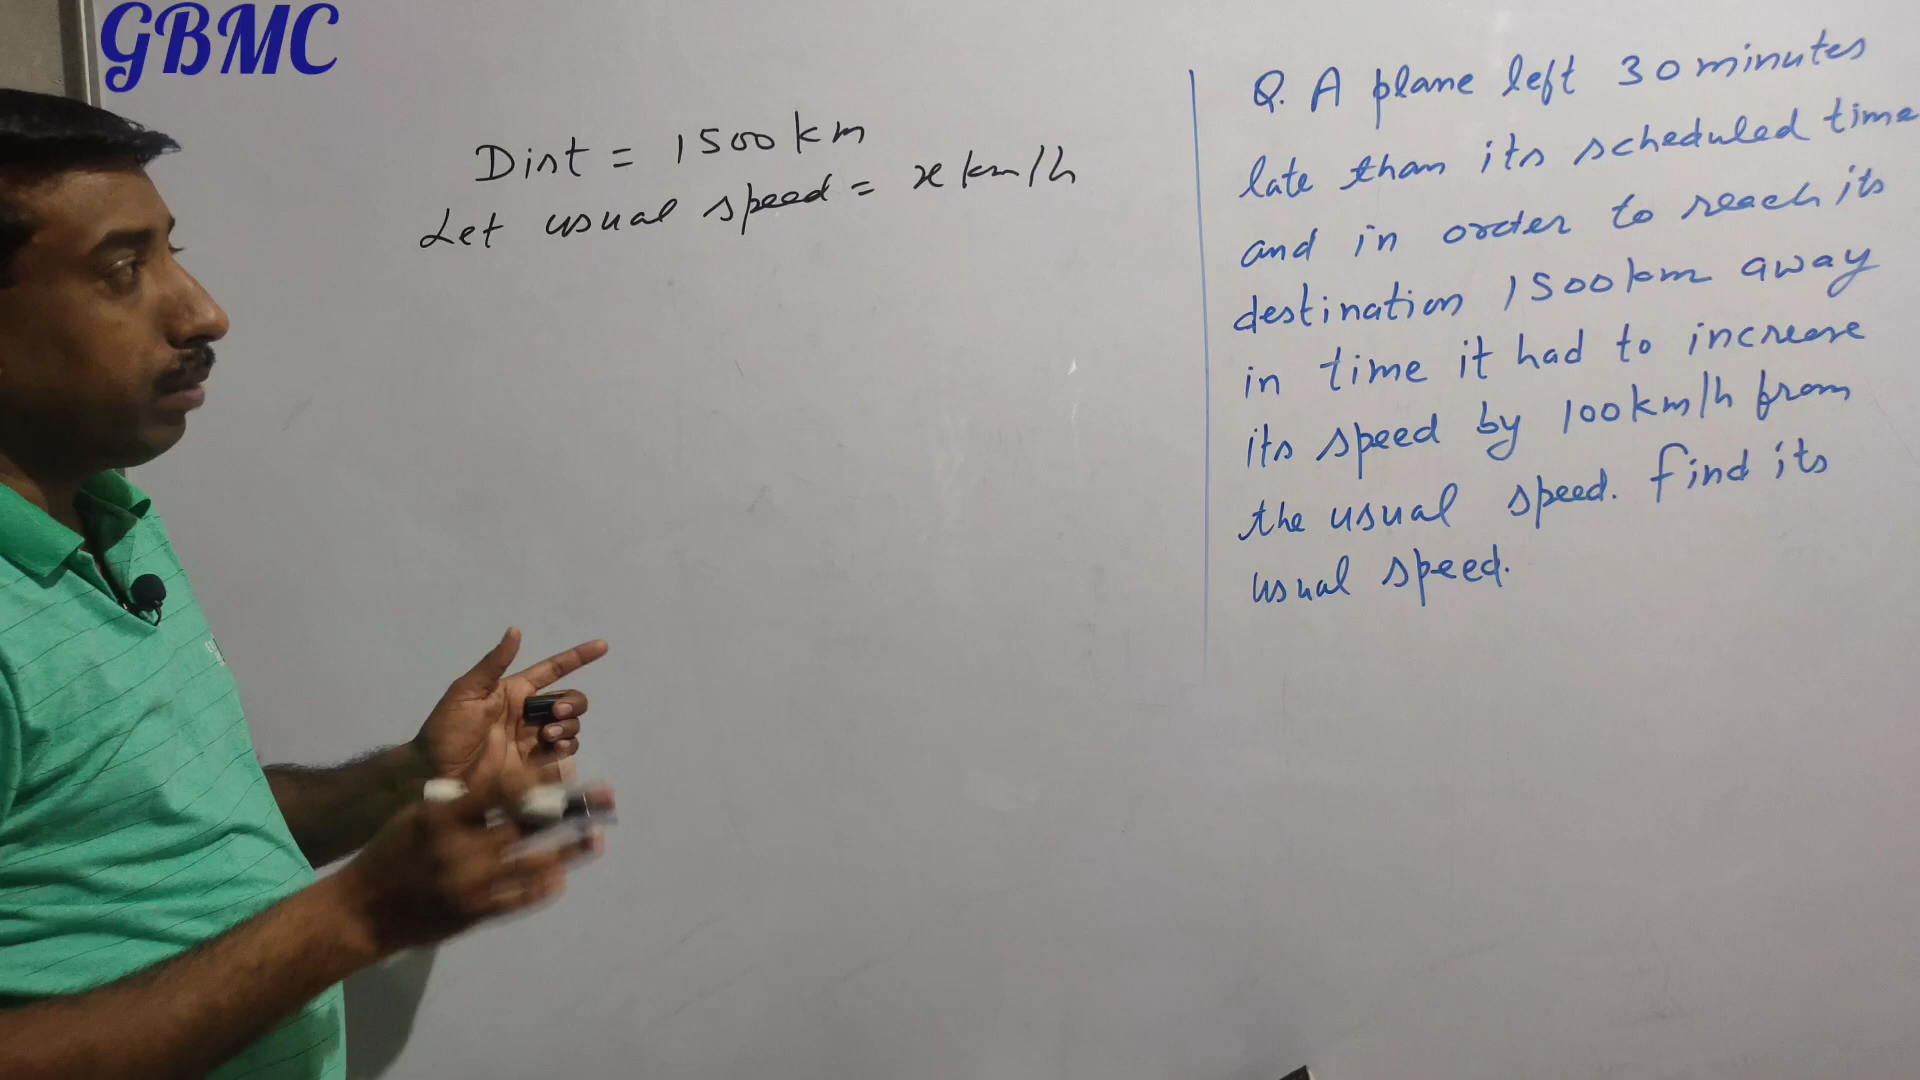 GBMC
Dist = 1500 km
Let usual speed = x km/h
Q. A plane left 30 minutes
late than its scheduled time
and in order to reach its
destination 1500 km away
in time it had to increase
its speed by 100 km/h from
the usual speed. Find its
usual speed.